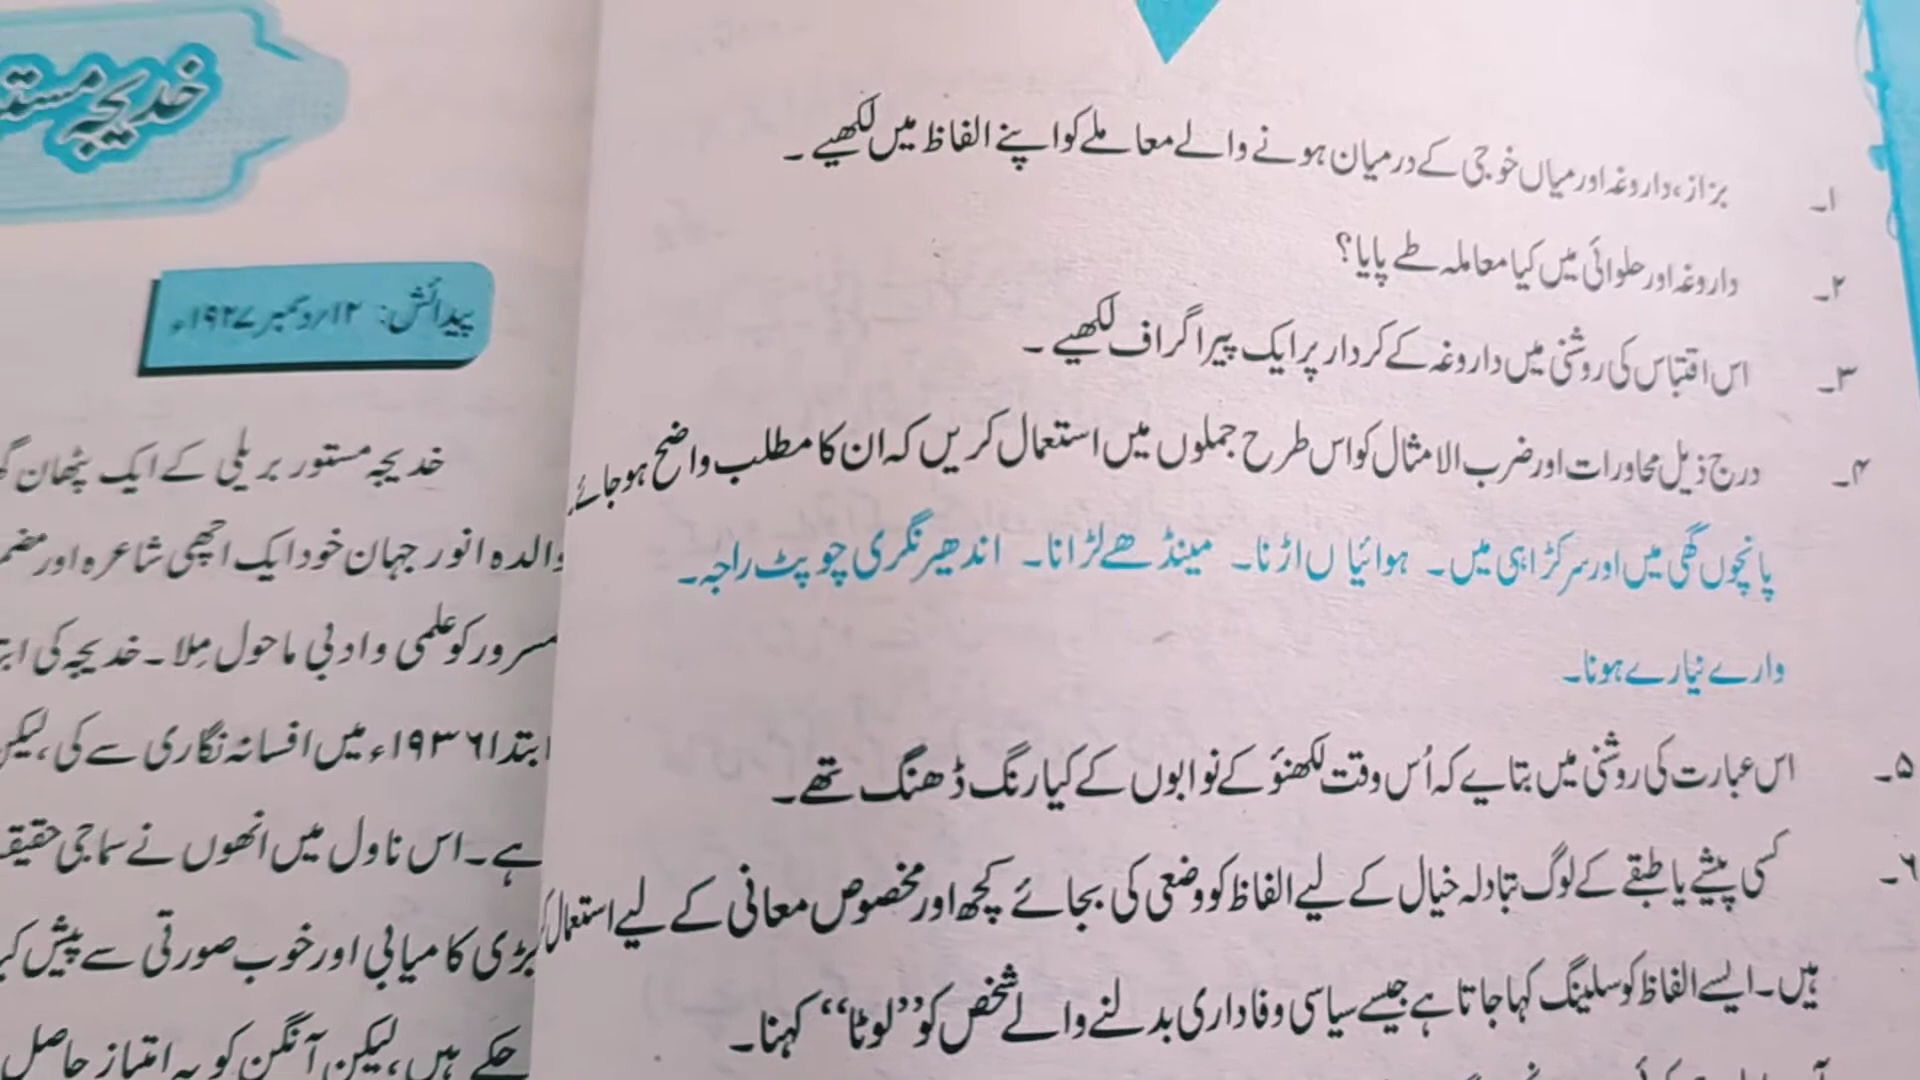 ۱۔ بزاز، داروغہ اور میاں خوجی کے درمیان ہونے والے معاملے کو اپنے الفاظ میں لکھیے ۔
۲۔ داروغہ اور حلوائی میں کیا معاملہ طے پایا؟
۳۔ اس اقتباس کی روشنی میں داروغہ کے کردار پر ایک پیراگراف لکھیے ۔
۴۔ درج ذیل محاورات اور ضرب الامثال کو اس طرح جملوں میں استعمال کریں کہ ان کا مطلب واضح ہو جائے۔
پانچوں گھی میں اور سر کڑاہی میں۔ ہوائیاں اڑنا۔ مینڈھے لڑانا۔ اندھیر نگری چوپٹ راجہ۔
وارے نیارے ہونا۔
۵۔ اس عبارت کی روشنی میں بتایے کہ اُس وقت لکھنؤ کے نوابوں کے کیا رنگ ڈھنگ تھے۔
۶۔ کسی پیشے یا طبقے کے لوگ تبادلہ خیال کے لیے الفاظ کو وضعی کی بجائے کچھ اور مخصوص معانی کے لیے استعمال
ہیں۔ ایسے الفاظ کو سلینگ کہا جاتا ہے جیسے سیاسی وفاداری بدلنے والے شخص کو ”لوٹا“ کہنا۔
خدیجہ
پیدائش: ۱۲/دسمبر ۱۹۲۷ء
خدیجہ مستور بریلی کے ایک پٹھان
والدہ انور جہان خود ایک اچھی شاعرہ اور
مسرور کو علمی و ادبی ماحول مِلا۔ خدیجہ کی
ابتدا ۱۹۳۶ء میں افسانہ نگاری سے کی، لیکن
ہے۔ اس ناول میں انھوں نے سماجی
بڑی کامیابی اور خوب صورتی سے پیش
چکے ہیں، لیکن آنگن کو یہ امتیاز حاصل